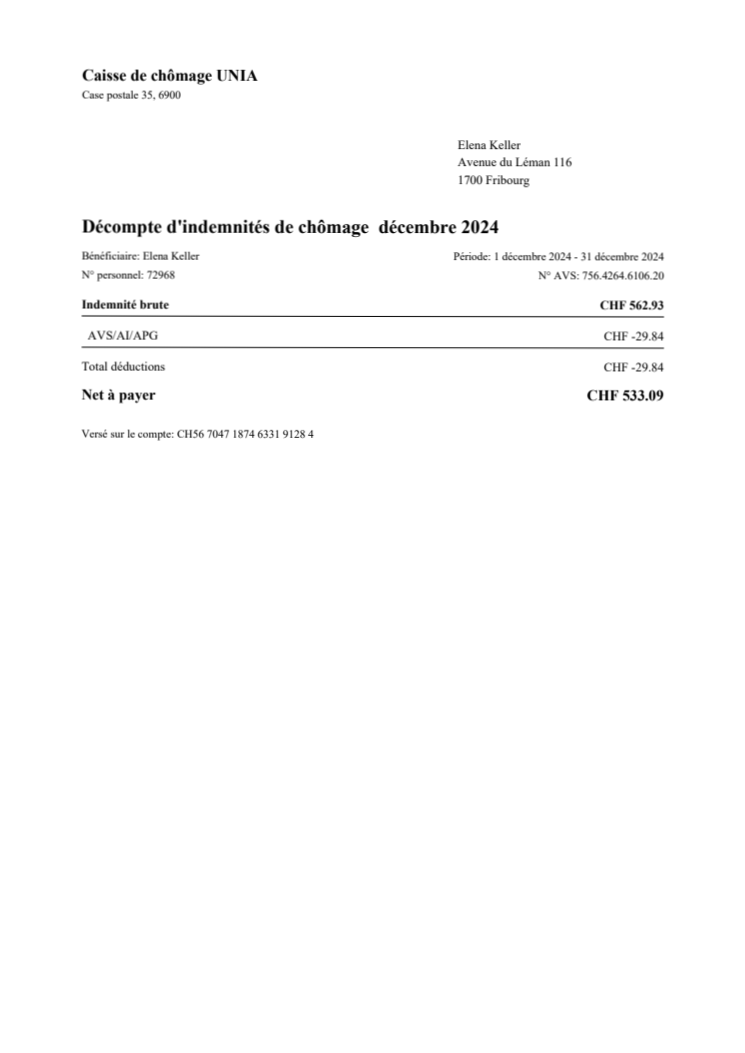 Caisse de chômage UNIA
Case postale 35, 6900
Elena Keller
Avenue du Léman 116
1700 Fribourg
Décompte d'indemnités de chômage décembre 2024
Bénéficiaire: Elena Keller Période: 1 décembre 2024 - 31 décembre 2024
N° personnel: 72968 N° AVS: 756.4264.6106.20
Indemnité brute CHF 562.93
AVS/AI/APG CHF -29.84
Total déductions CHF -29.84
Net à payer CHF 533.09
Versé sur le compte: CH56 7047 1874 6331 9128 4